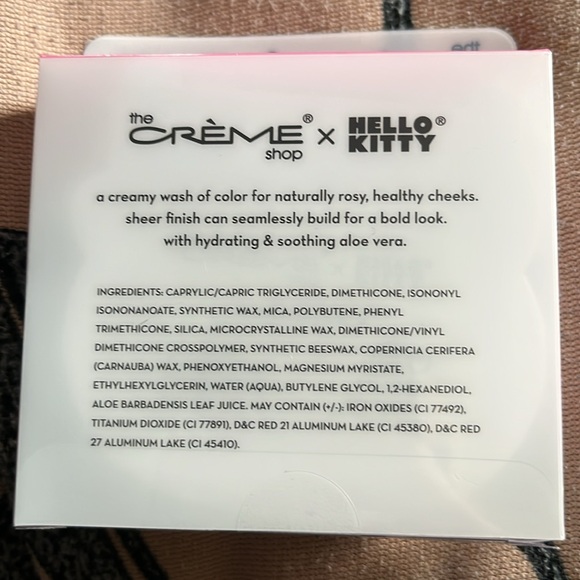 the
the
CRÈME® x HELLO KITTY®
shop
a creamy wash of color for naturally rosy, healthy cheeks.
sheer finish can seamlessly build for a bold look.
with hydrating & soothing aloe vera.
INGREDIENTS: CAPRYLIC/CAPRIC TRIGLYCERIDE, DIMETHICONE, ISONONYL
ISONONANOATE, SYNTHETIC WAX, MICA, POLYBUTENE, PHENYL
TRIMETHICONE, SILICA, MICROCRYSTALLINE WAX, DIMETHICONE/VINYL
DIMETHICONE CROSSPOLYMER, SYNTHETIC BEESWAX, COPERNICIA CERIFERA
(CARNAUBA) WAX, PHENOXYETHANOL, MAGNESIUM MYRISTATE,
ETHYLHEXYLGLYCERIN, WATER (AQUA), BUTYLENE GLYCOL, 1,2-HEXANEDIOL,
ALOE BARBADENSIS LEAF JUICE. MAY CONTAIN (+/-): IRON OXIDES (CI 77492),
TITANIUM DIOXIDE (CI 77891), D&C RED 21 ALUMINUM LAKE (CI 45380), D&C RED
27 ALUMINUM LAKE (CI 45410).